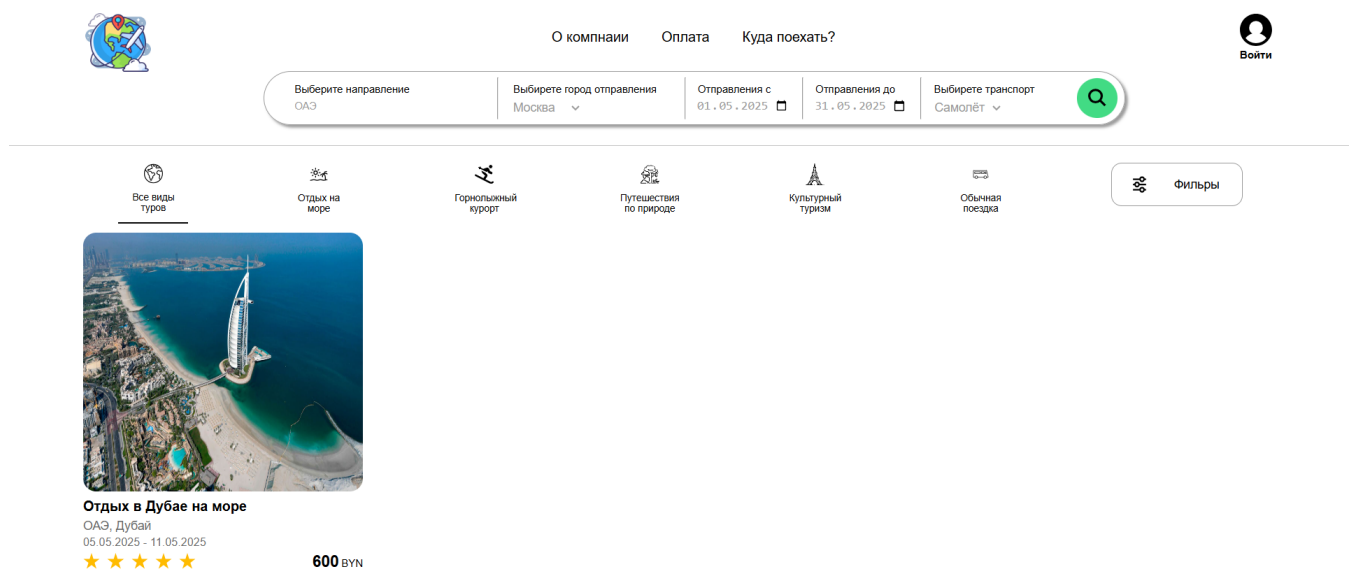 О компнаии Оплата Куда поехать?
Войти
Выберите направление
ОАЭ
Выбирете город отправления
Москва
Отправления с
01.05.2025
Отправления до
31.05.2025
Выбирете транспорт
Самолёт
Все виды
туров
Отдых на
море
Горнолыжный
курорт
Путешествия
по природе
Культурный
туризм
Обычная
поездка
Фильры
Отдых в Дубае на море
ОАЭ, Дубай
05.05.2025 - 11.05.2025
600 BYN